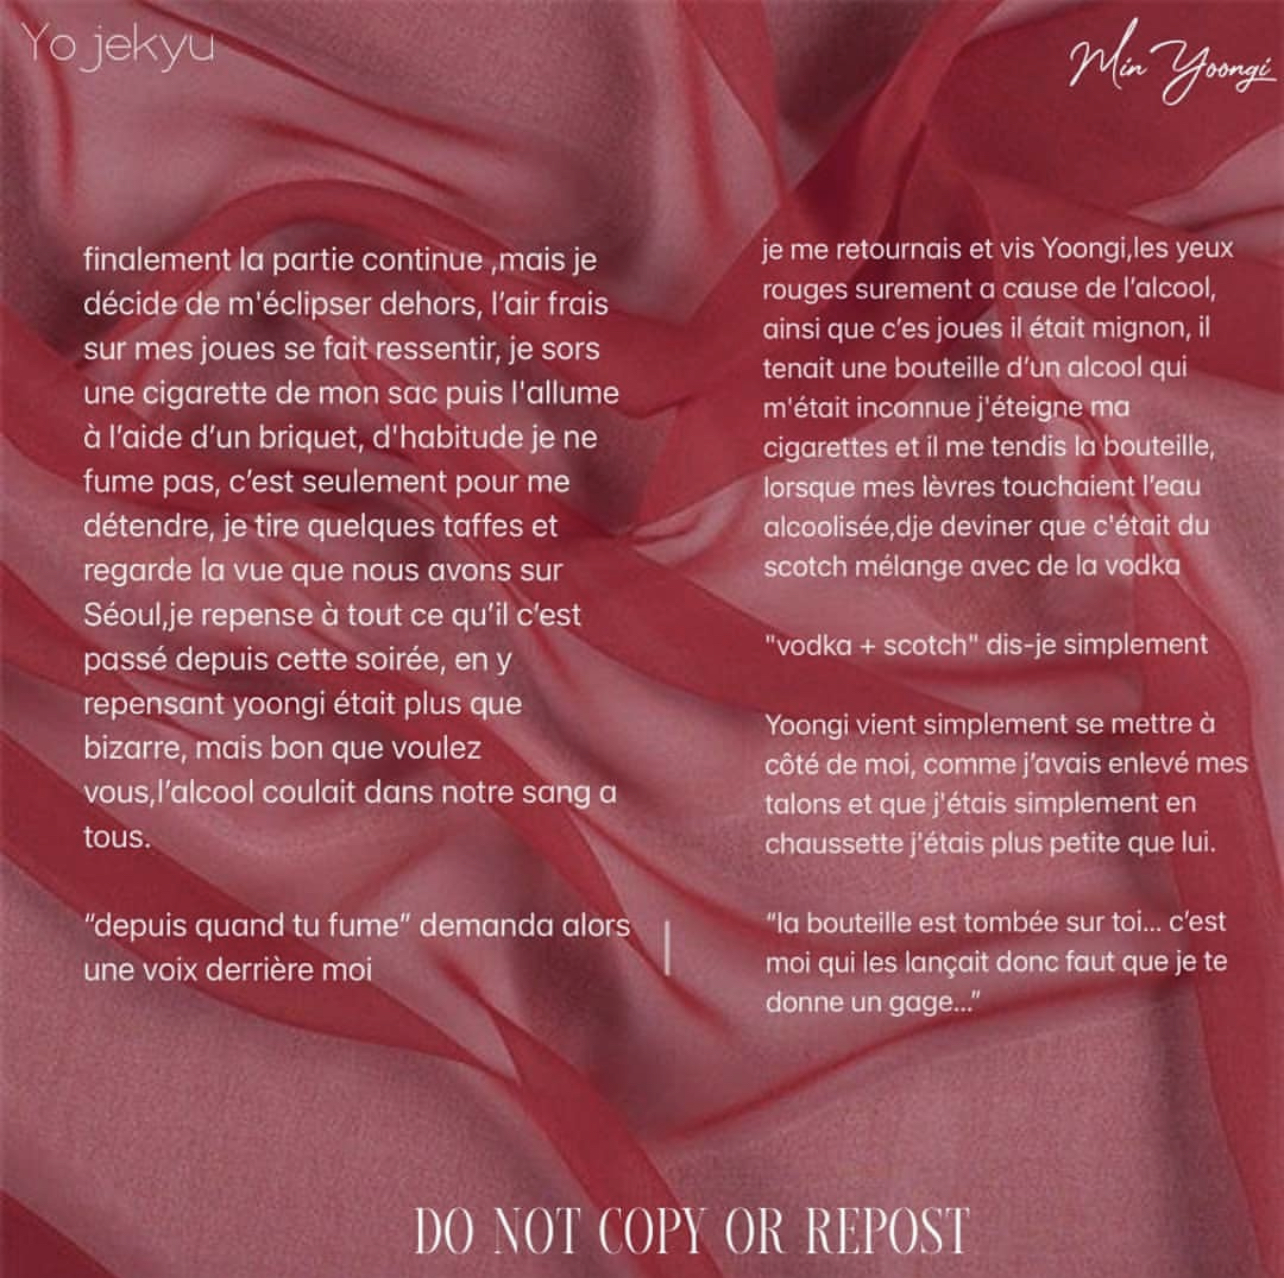 Yo jekyu
Min Yoongi
finalement la partie continue ,mais je
décide de m'éclipser dehors, l’air frais
sur mes joues se fait ressentir, je sors
une cigarette de mon sac puis l'allume
à l’aide d’un briquet, d'habitude je ne
fume pas, c’est seulement pour me
détendre, je tire quelques taffes et
regarde la vue que nous avons sur
Séoul,je repense à tout ce qu’il c’est
passé depuis cette soirée, en y
repensant yoongi était plus que
bizarre, mais bon que voulez
vous,l’alcool coulait dans notre sang a
tous.
“depuis quand tu fume” demanda alors
une voix derrière moi
je me retournais et vis Yoongi,les yeux
rouges surement a cause de l’alcool,
ainsi que c’es joues il était mignon, il
tenait une bouteille d’un alcool qui
m'était inconnue j'éteigne ma
cigarettes et il me tendis la bouteille,
lorsque mes lèvres touchaient l’eau
alcoolisée,dje deviner que c'était du
scotch mélange avec de la vodka
"vodka + scotch" dis-je simplement
Yoongi vient simplement se mettre à
côté de moi, comme j’avais enlevé mes
talons et que j'étais simplement en
chaussette j'étais plus petite que lui.
“la bouteille est tombée sur toi... c’est
moi qui les lançait donc faut que je te
donne un gage...”
DO NOT COPY OR REPOST